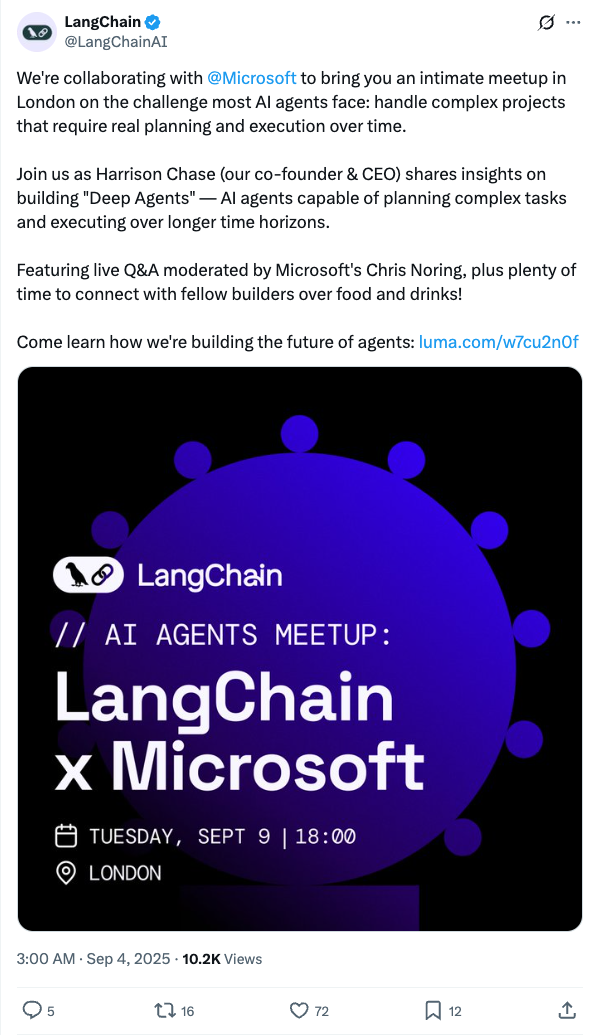 LangChain
@LangChainAI
We're collaborating with @Microsoft to bring you an intimate meetup in
London on the challenge most AI agents face: handle complex projects
that require real planning and execution over time.
Join us as Harrison Chase (our co-founder & CEO) shares insights on
building "Deep Agents" — AI agents capable of planning complex tasks
and executing over longer time horizons.
Featuring live Q&A moderated by Microsoft's Chris Noring, plus plenty of
time to connect with fellow builders over food and drinks!
Come learn how we're building the future of agents: luma.com/w7cu2n0f
LangChain
// AI AGENTS MEETUP:
LangChain
x Microsoft
TUESDAY, SEPT 9 | 18:00
LONDON
3:00 AM · Sep 4, 2025 · 10.2K Views
5 16 72 12